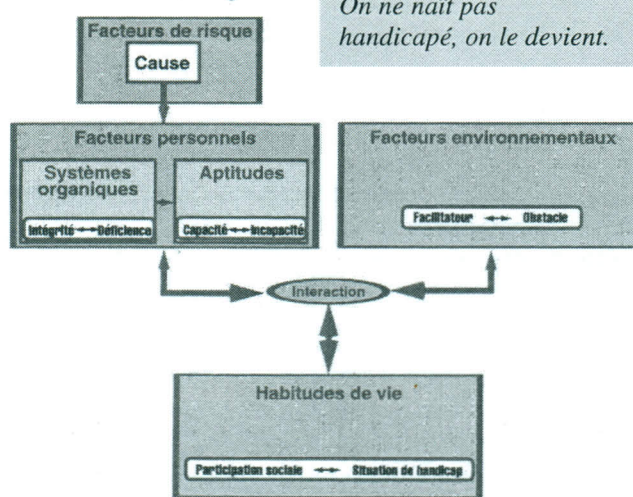 On ne naît pas
handicapé, on le devient.
Facteurs de risque
Cause
Facteurs personnels
Systèmes
organiques
Intégrité Déficience
Aptitudes
Capacité Incapacité
Facteurs environnementaux
Facilitateur Obstacle
Interaction
Habitudes de vie
Participation sociale Situation de handicap